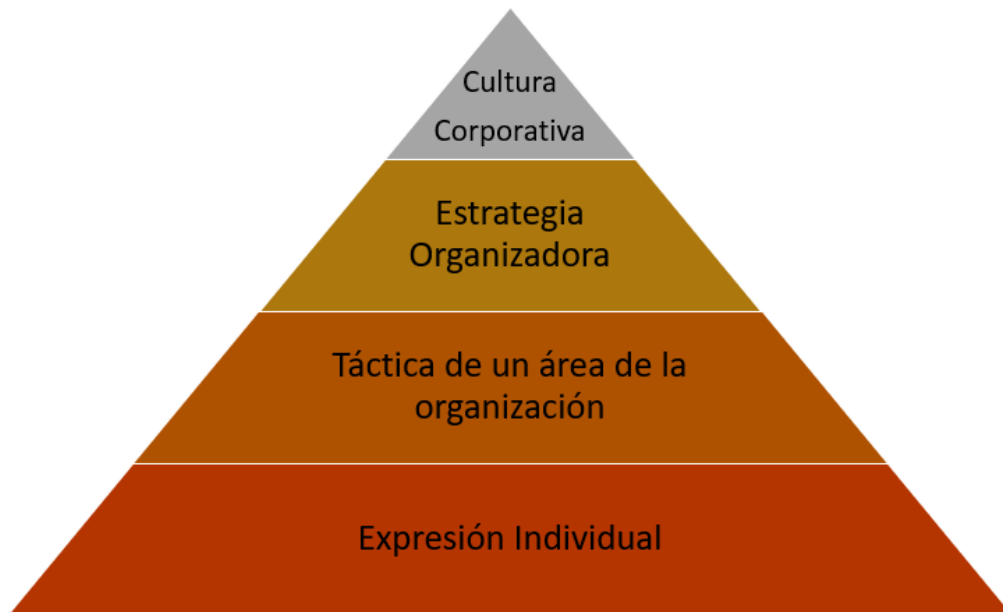 Cultura
Corporativa
Estrategia
Organizadora
Táctica de un área de la
organización
Expresión Individual